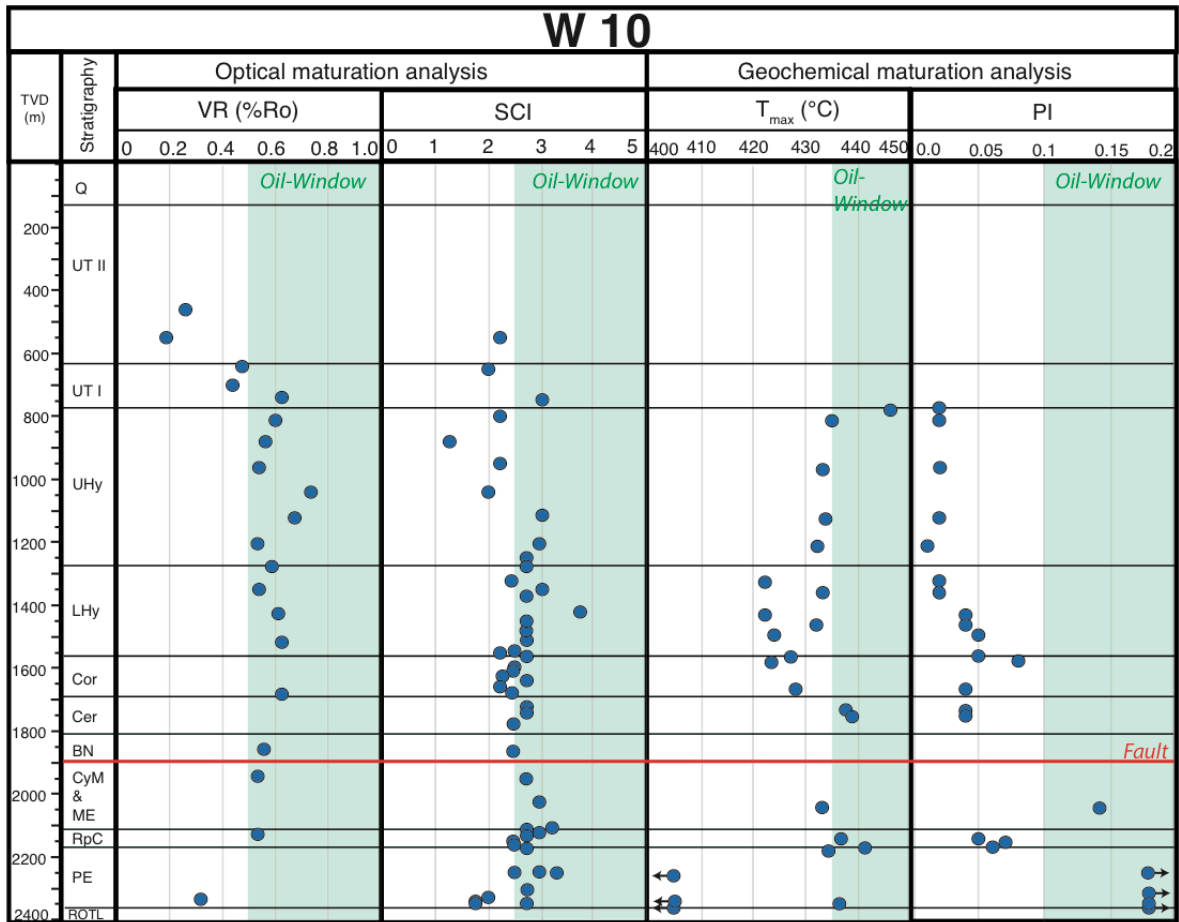 W 10
TVD
(m)
Stratigraphy
Optical maturation analysis
Geochemical maturation analysis
VR (%Ro)
SCI
Tmax (°C)
PI
0 0.2 0.4 0.6 0.8 1.0
0 1 2 3 4 5
400 410 420 430 440 450
0.0 0.05 0.1 0.15 0.2
Oil-Window
Oil-Window
Oil-
Window
Oil-Window
Q
200
UT II
400
600
UT I
800
UHy
1000
1200
LHy
1400
1600
Cor
Cer
1800
BN
Fault
CyM
&
ME
2000
RpC
2200
PE
2400
ROTL